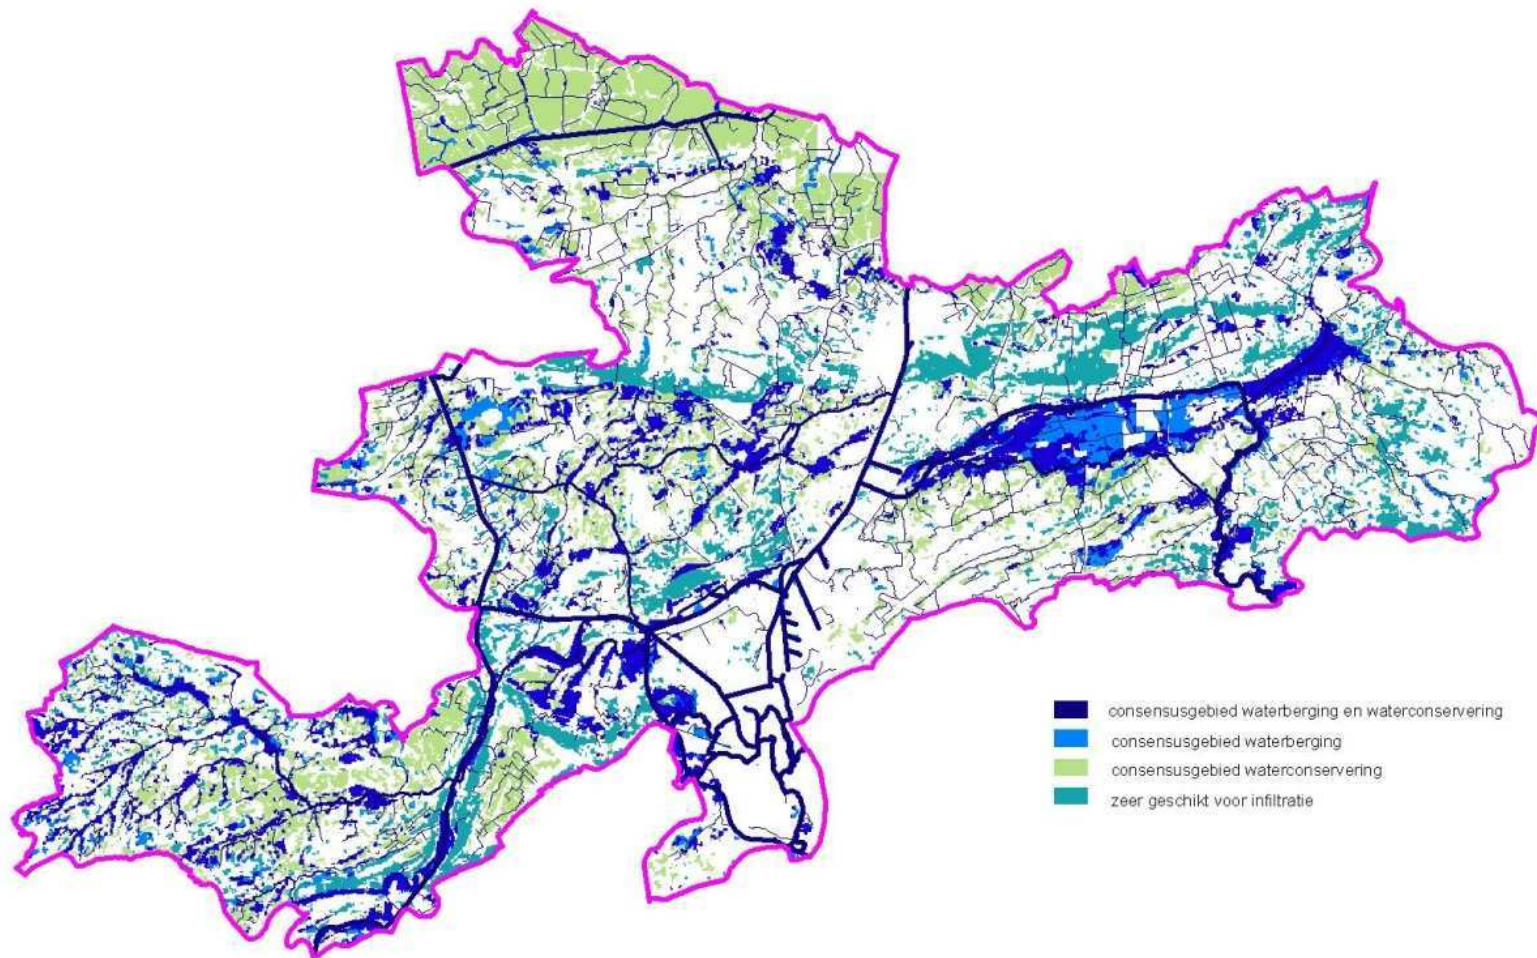 consensusgebied waterberging en waterconservering
consensusgebied waterberging
consensusgebied waterconservering
zeer geschikt voor infiltratie